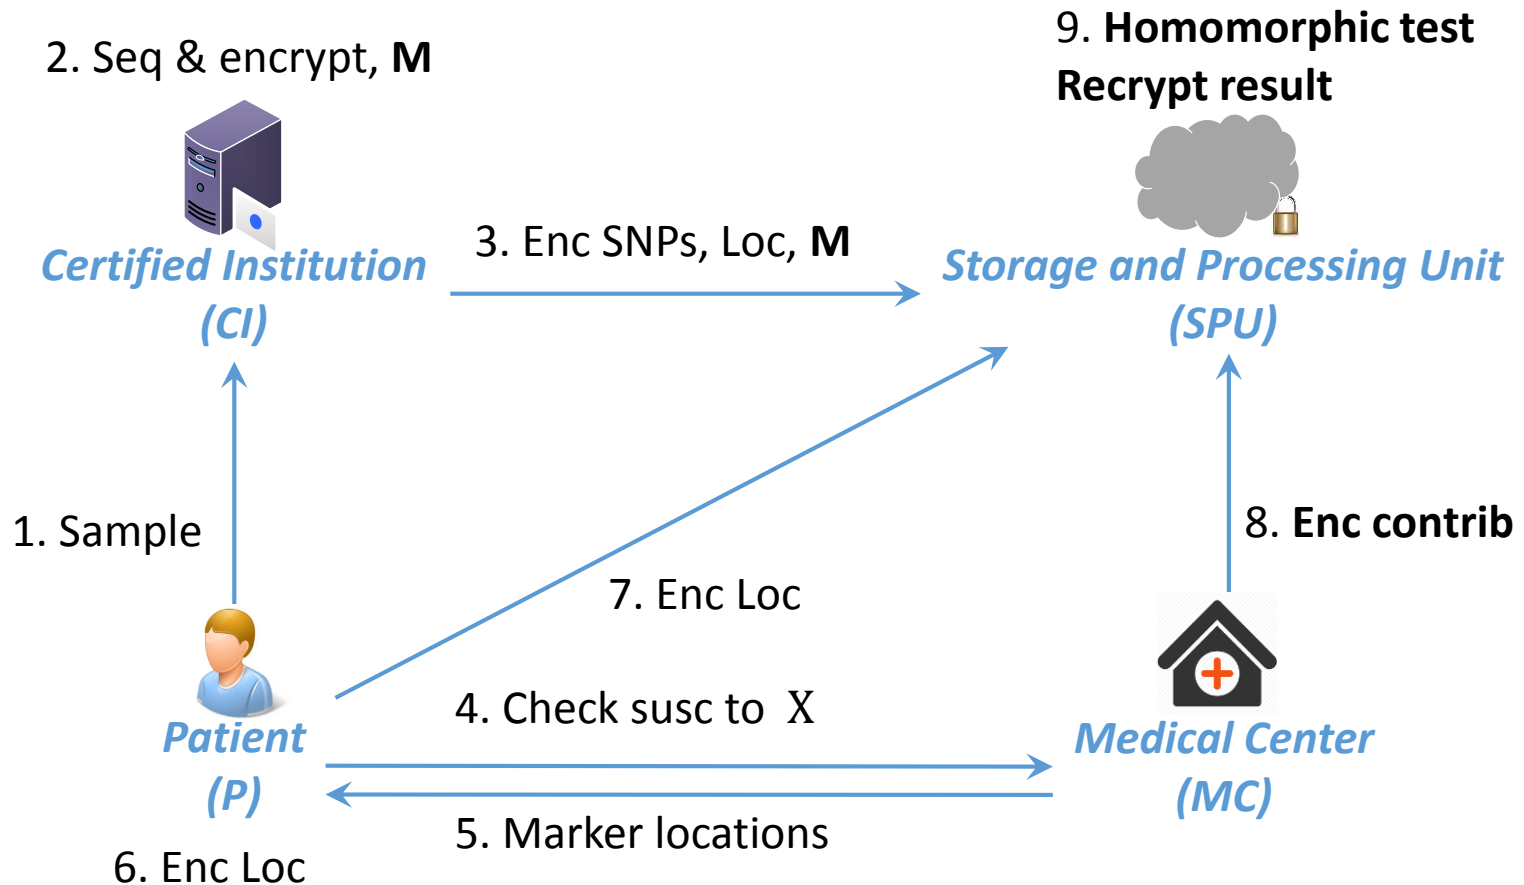 2. Seq & encrypt, M
9. Homomorphic test
Recrypt result
Certified Institution
(CI)
3. Enc SNPs, Loc, M
Storage and Processing Unit
(SPU)
1. Sample
7. Enc Loc
8. Enc contrib
4. Check susc to X
Patient
(P)
Medical Center
(MC)
5. Marker locations
6. Enc Loc